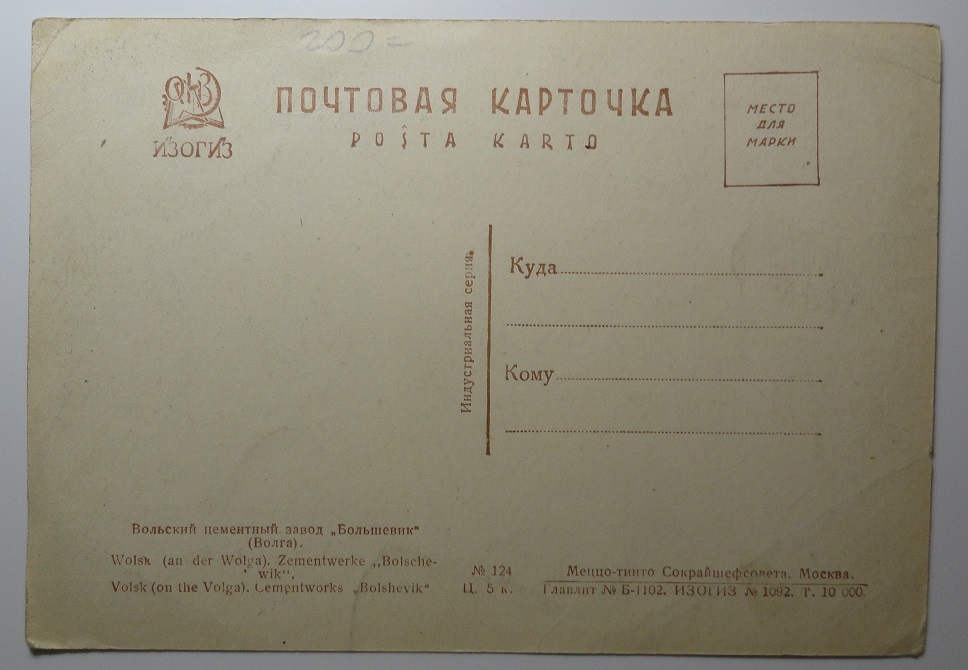 200=
ИЗОГИЗ
ПОЧТОВАЯ КАРТОЧКА
POŜTA KARTO
МЕСТО
ДЛЯ
МАРКИ
Индустриальная серия.
Куда
Кому
Вольский цементный завод „Большевик"
(Волга).
Wolsk (an der Wolga). Zementwerke „Bolsche-
wik".
Volsk (on the Volga). Cementworks „Bolshevik"
№ 124
Ц. 5 к.
Меццо-тинто Сокрайшефсовета. Москва.
Главлит № Б-1102. ИЗОГИЗ № 1092. Т. 10 000.